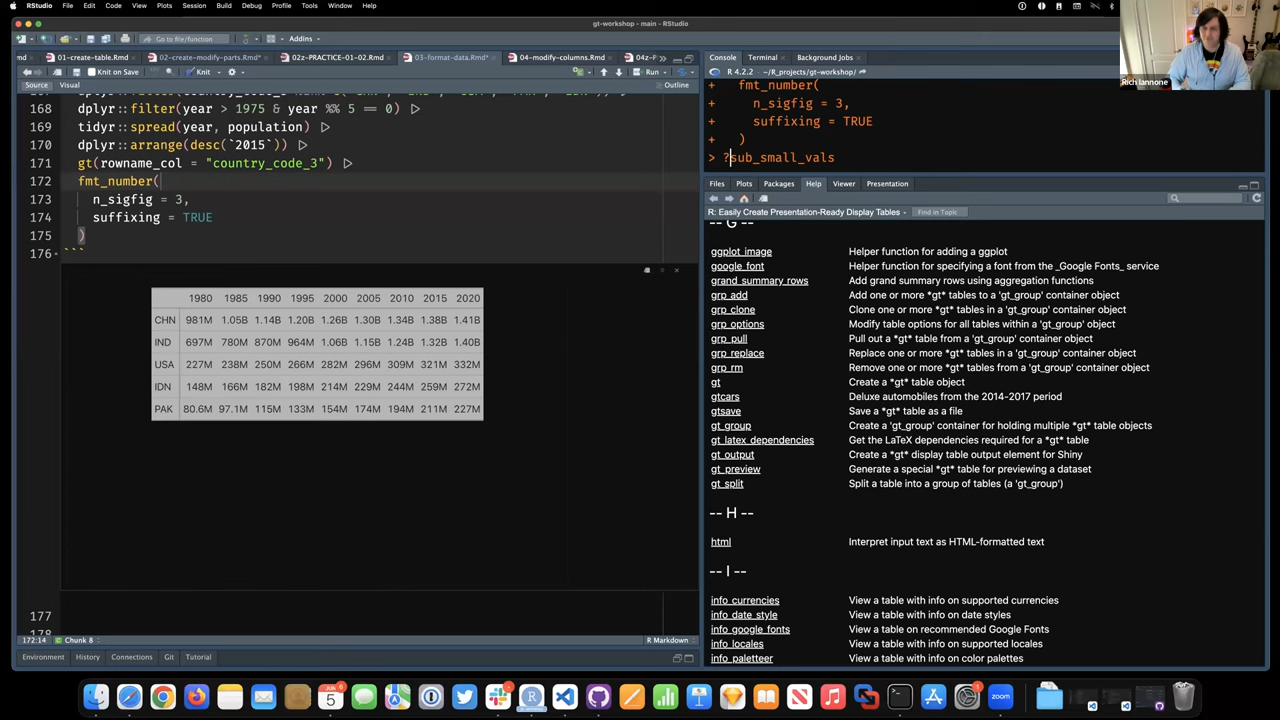 RStudio File Edit Code View Plots Session Build Debug Profile Tools Window Help
gt-workshop - main - RStudio
Go to file/function Addins
md 01-create-table.Rmd 02-create-modify-parts.Rmd* 02z-PRACTICE-01-02.Rmd 03-format-data.Rmd* 04-modify-columns.Rmd 04z-P
Knit on Save Knit Run
Source Visual Outline
168 dplyr::filter(year > 1975 & year %% 5 == 0) |>
169 tidyr::spread(year, population) |>
170 dplyr::arrange(desc(`2015`)) |>
171 gt(rowname_col = "country_code_3") |>
172 fmt_number(
173 n_sigfig = 3,
174 suffixing = TRUE
175 )
176 ```
1980 1985 1990 1995 2000 2005 2010 2015 2020
CHN 981M 1.05B 1.14B 1.20B 1.26B 1.30B 1.34B 1.38B 1.41B
IND 697M 780M 870M 964M 1.06B 1.15B 1.24B 1.32B 1.40B
USA 227M 238M 250M 266M 282M 296M 309M 321M 332M
IDN 148M 166M 182M 198M 214M 229M 244M 259M 272M
PAK 80.6M 97.1M 115M 133M 154M 174M 194M 211M 227M
177
178
172:14 Chunk 8 R Markdown
Environment History Connections Git Tutorial
Console Terminal Background Jobs
R 4.2.2 · ~/R_projects/gt-workshop/
+ fmt_number(
+ n_sigfig = 3,
+ suffixing = TRUE
+ )
> ?sub_small_vals
Files Plots Packages Help Viewer Presentation
R: Easily Create Presentation-Ready Display Tables Find in Topic
-- G --
ggplot_image Helper function for adding a ggplot
google_font Helper function for specifying a font from the _Google Fonts_ service
grand_summary_rows Add grand summary rows using aggregation functions
grp_add Add one or more *gt* tables to a 'gt_group' container object
grp_clone Clone one or more *gt* tables in a 'gt_group' container object
grp_options Modify table options for all tables within a 'gt_group' object
grp_pull Pull out a *gt* table from a 'gt_group' container object
grp_replace Replace one or more *gt* tables in a 'gt_group' container object
grp_rm Remove one or more *gt* tables from a 'gt_group' container object
gt Create a *gt* table object
gtcars Deluxe automobiles from the 2014-2017 period
gtsave Save a *gt* table as a file
gt_group Create a 'gt_group' container for holding multiple *gt* table objects
gt_latex_dependencies Get the LaTeX dependencies required for a *gt* table
gt_output Create a *gt* display table output element for Shiny
gt_preview Generate a special *gt* table for previewing a dataset
gt_split Split a table into a group of tables (a 'gt_group')
-- H --
html Interpret input text as HTML-formatted text
-- I --
info_currencies View a table with info on supported currencies
info_date_style View a table with info on date styles
info_google_fonts View a table on recommended Google Fonts
info_locales View a table with info on supported locales
info_paletteer View a table with info on color palettes
Rich Iannone
JUN
5
zoom